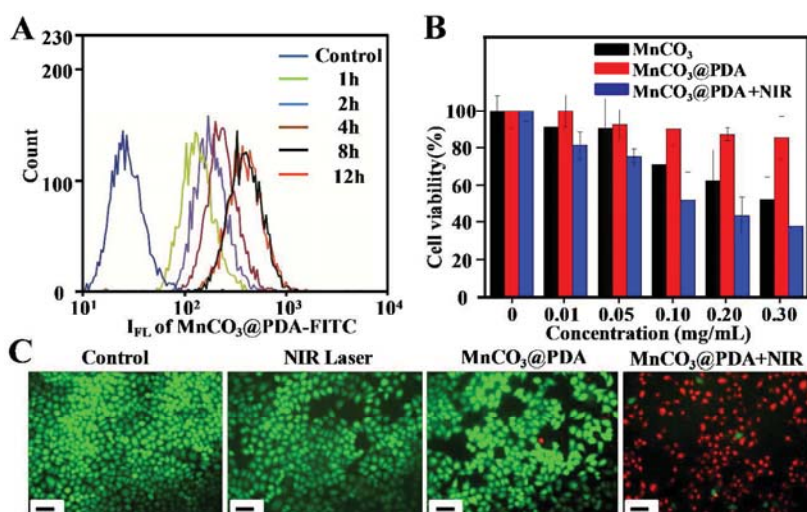 A
230
130
0
Count
Control
1h
2h
4h
8h
12h
10¹ 10² 10³ 10⁴
I_FL of MnCO₃@PDA-FITC
B
MnCO₃
MnCO₃@PDA
MnCO₃@PDA+NIR
100
80
60
40
20
0
Cell viability(%)
0 0.01 0.05 0.10 0.20 0.30
Concentration (mg/mL)
C
Control NIR Laser MnCO₃@PDA MnCO₃@PDA+NIR